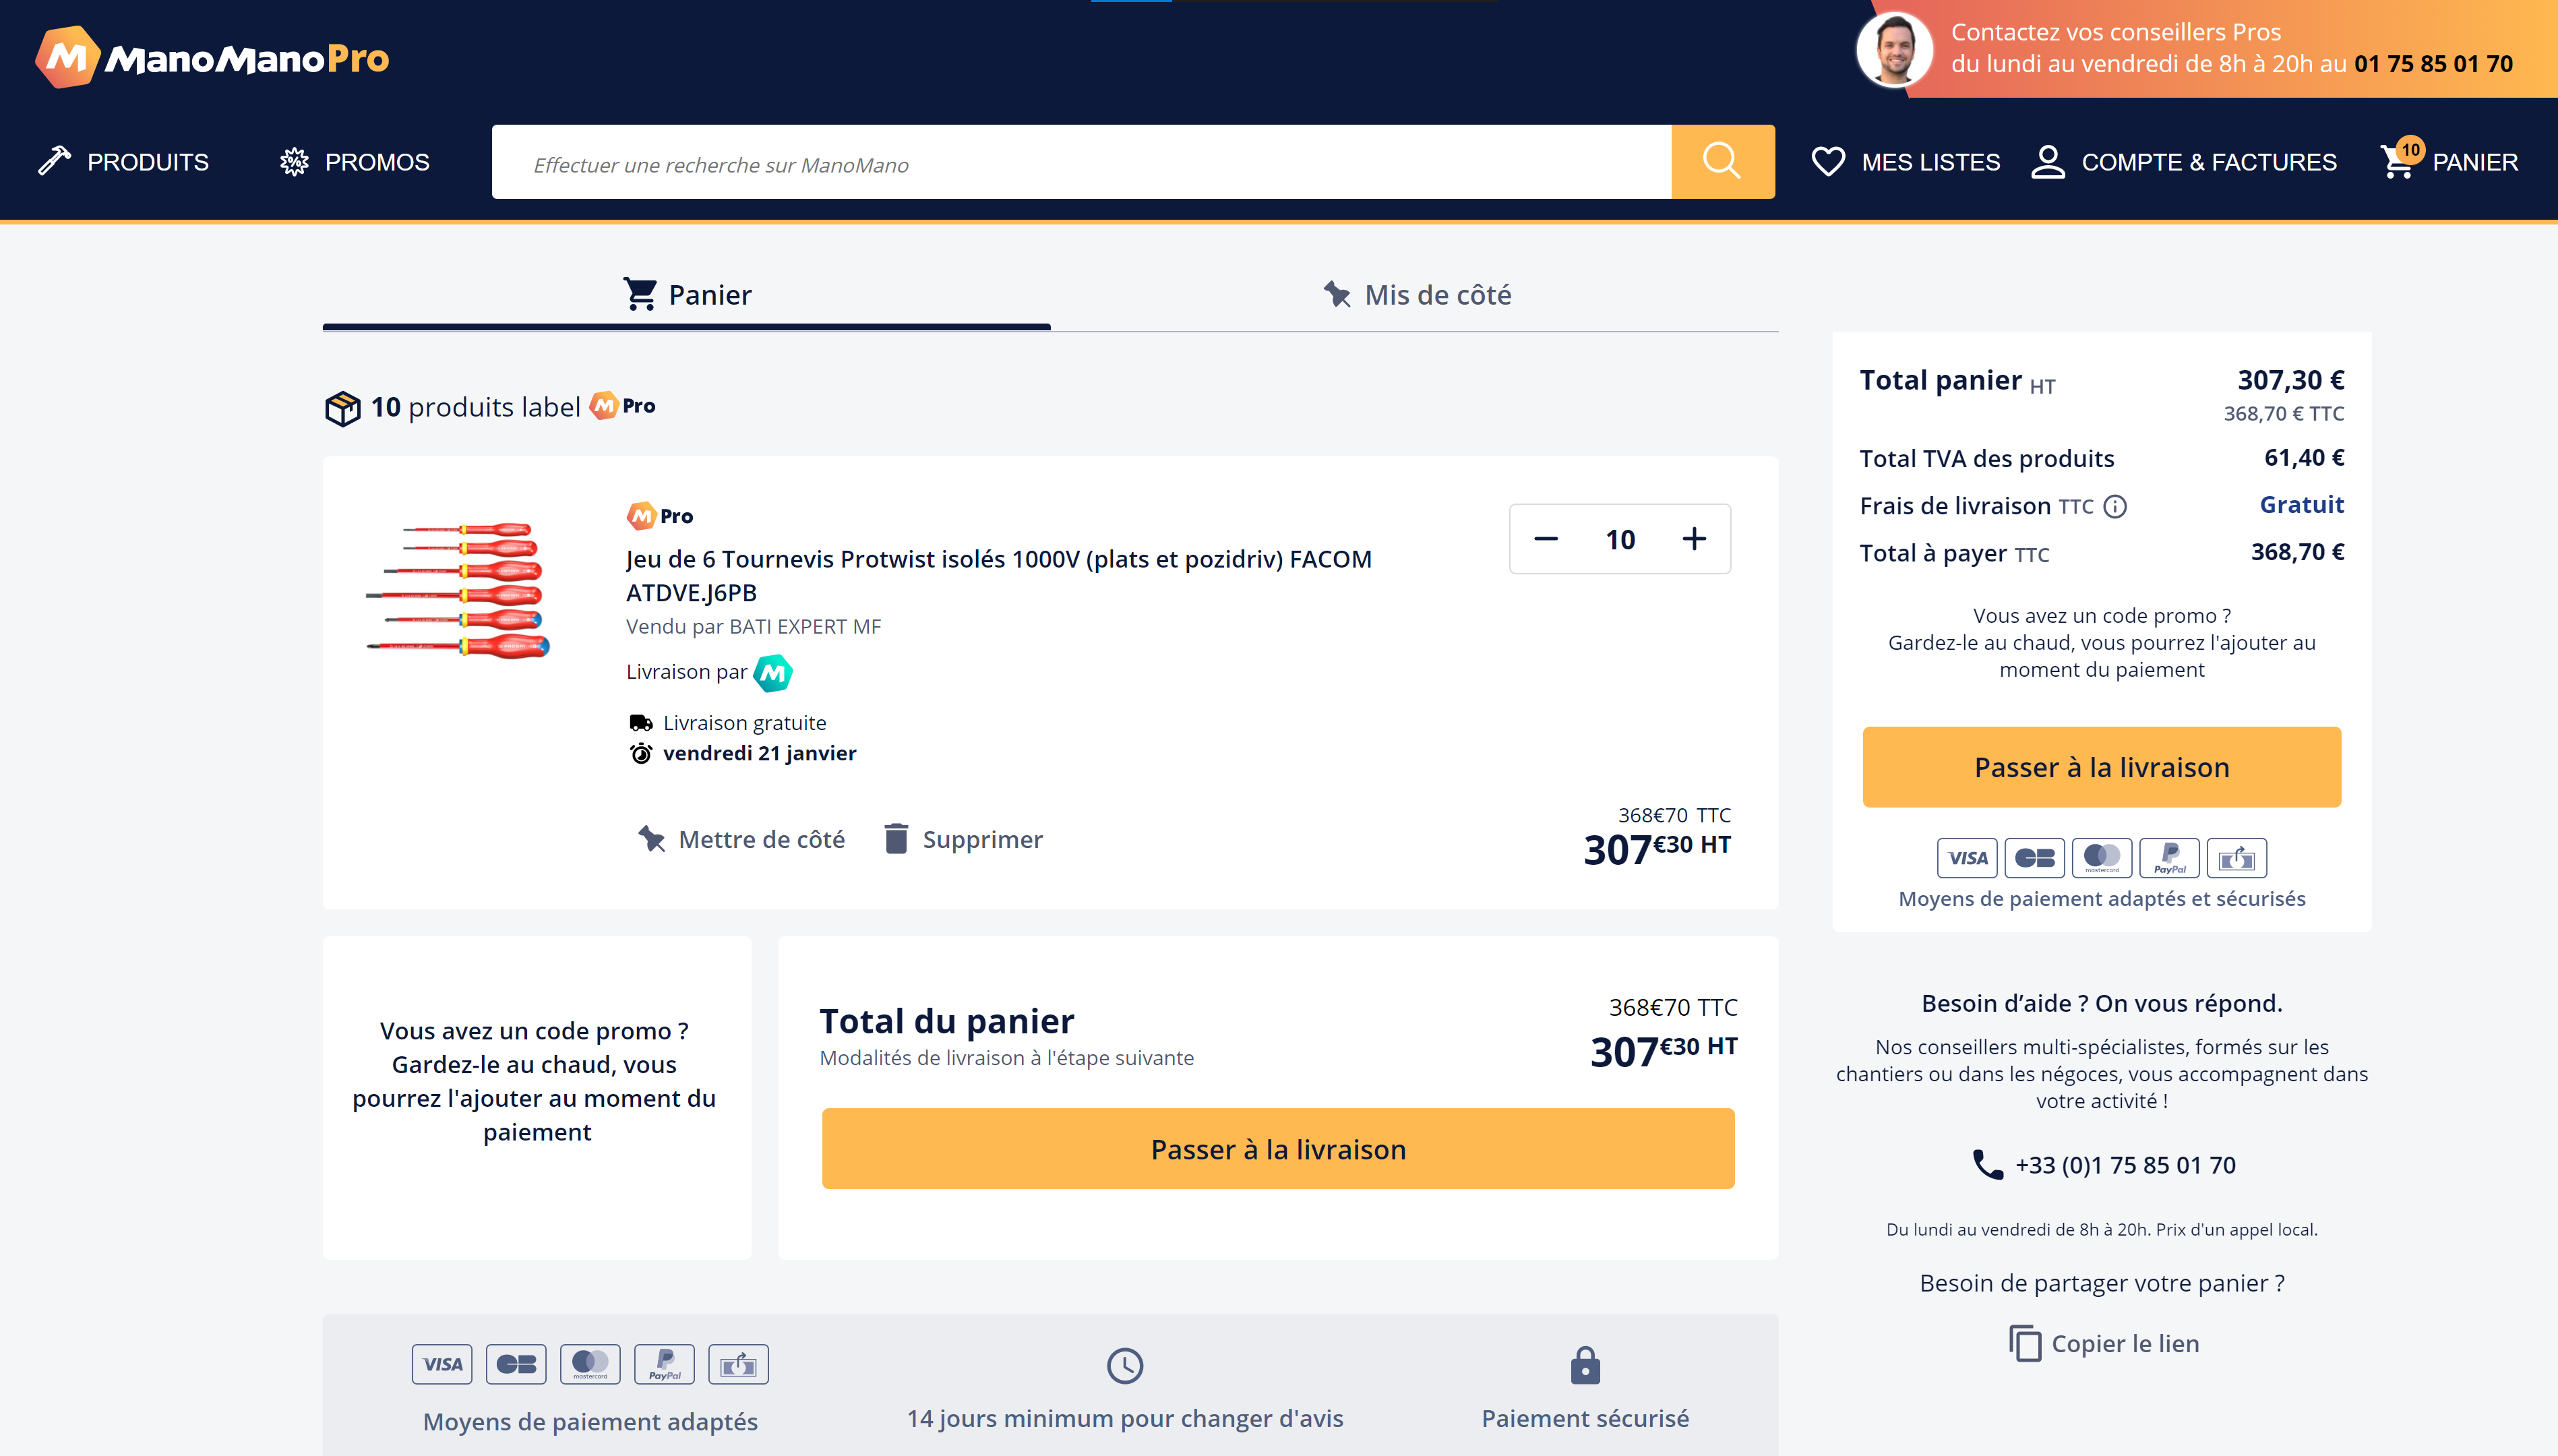 ManoManoPro
Contactez vos conseillers Pros
du lundi au vendredi de 8h à 20h au 01 75 85 01 70
PRODUITS
PROMOS
Effectuer une recherche sur ManoMano
MES LISTES
COMPTE & FACTURES
10
PANIER
Panier
Mis de côté
10 produits label M Pro
M Pro
Jeu de 6 Tournevis Protwist isolés 1000V (plats et pozidriv) FACOM
ATDVE.J6PB
Vendu par BATI EXPERT MF
Livraison par M
Livraison gratuite
vendredi 21 janvier
Mettre de côté
Supprimer
− 10 +
368€70 TTC
307€30 HT
Vous avez un code promo ?
Gardez-le au chaud, vous
pourrez l'ajouter au moment du
paiement
Total du panier
Modalités de livraison à l'étape suivante
368€70 TTC
307€30 HT
Passer à la livraison
VISA
CB
mastercard
PayPal
Moyens de paiement adaptés
14 jours minimum pour changer d'avis
Paiement sécurisé
Total panier HT
307,30 €
368,70 € TTC
Total TVA des produits
61,40 €
Frais de livraison TTC
Gratuit
Total à payer TTC
368,70 €
Vous avez un code promo ?
Gardez-le au chaud, vous pourrez l'ajouter au
moment du paiement
Passer à la livraison
VISA
CB
mastercard
PayPal
Moyens de paiement adaptés et sécurisés
Besoin d’aide ? On vous répond.
Nos conseillers multi-spécialistes, formés sur les
chantiers ou dans les négoces, vous accompagnent dans
votre activité !
+33 (0)1 75 85 01 70
Du lundi au vendredi de 8h à 20h. Prix d'un appel local.
Besoin de partager votre panier ?
Copier le lien